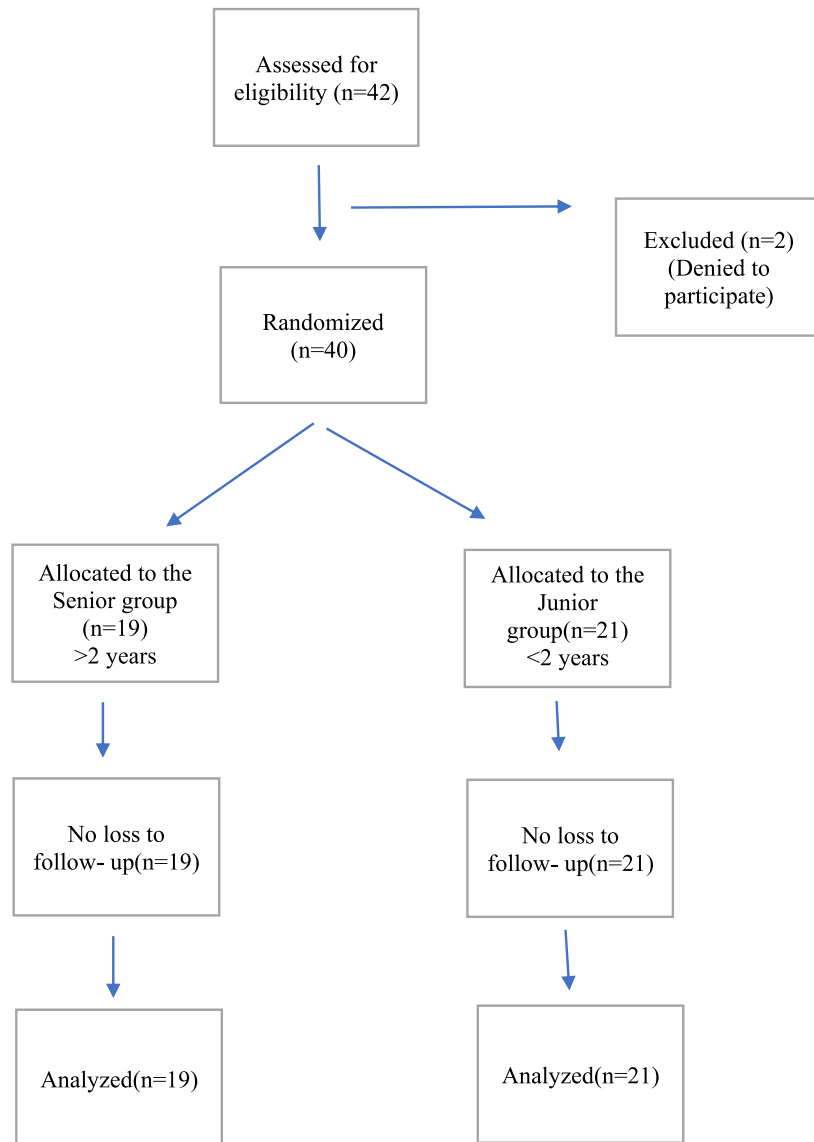 Assessed for
eligibility (n=42)
Excluded (n=2)
(Denied to
participate)
Randomized
(n=40)
Allocated to the
Senior group
(n=19)
>2 years
Allocated to the
Junior
group(n=21)
<2 years
No loss to
follow- up(n=19)
No loss to
follow- up(n=21)
Analyzed(n=19)
Analyzed(n=21)